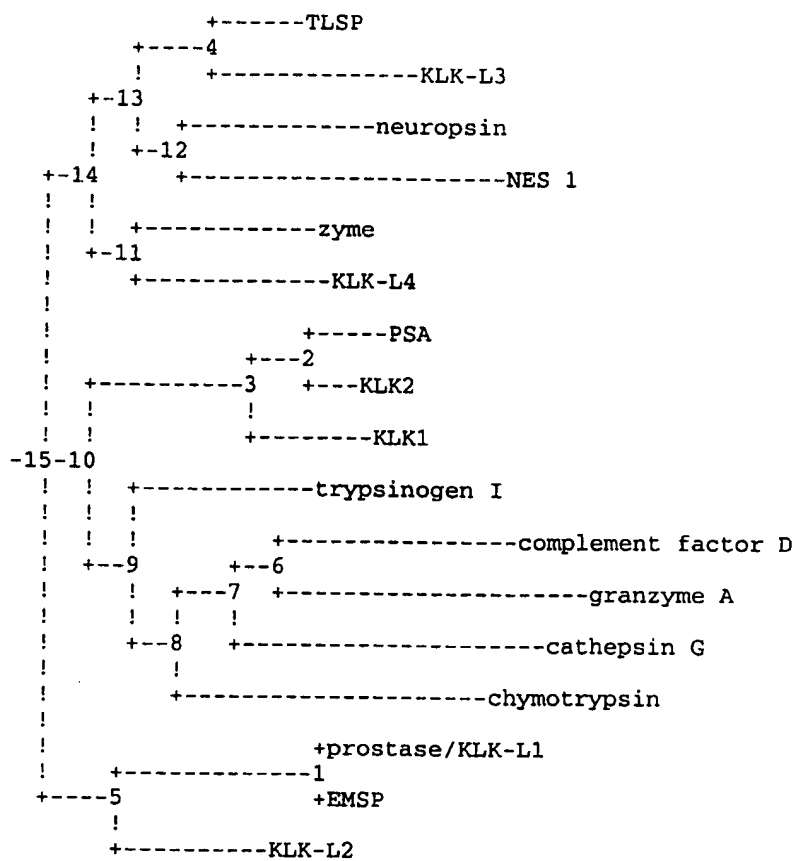 +------TLSP
+----4
! +-------------KLK-L3
+-13
! ! +------------neuropsin
! +-12
+-14 +-------------------NES 1
! !
! ! +-----------zyme
! +-11
! +------------KLK-L4
!
! +-----PSA
! +---2
! +----------3 +---KLK2
! ! !
! ! +-------KLK1
-15-10
! ! +-----------trypsinogen I
! ! !
! ! ! +---------------complement factor D
! +--9 +--6
! ! +---7 +-------------------granzyme A
! ! ! !
! +--8 +------------------cathepsin G
! !
! +------------------chymotrypsin
!
! +prostase/KLK-L1
! +------------1
+----5 +EMSP
!
+----------KLK-L2